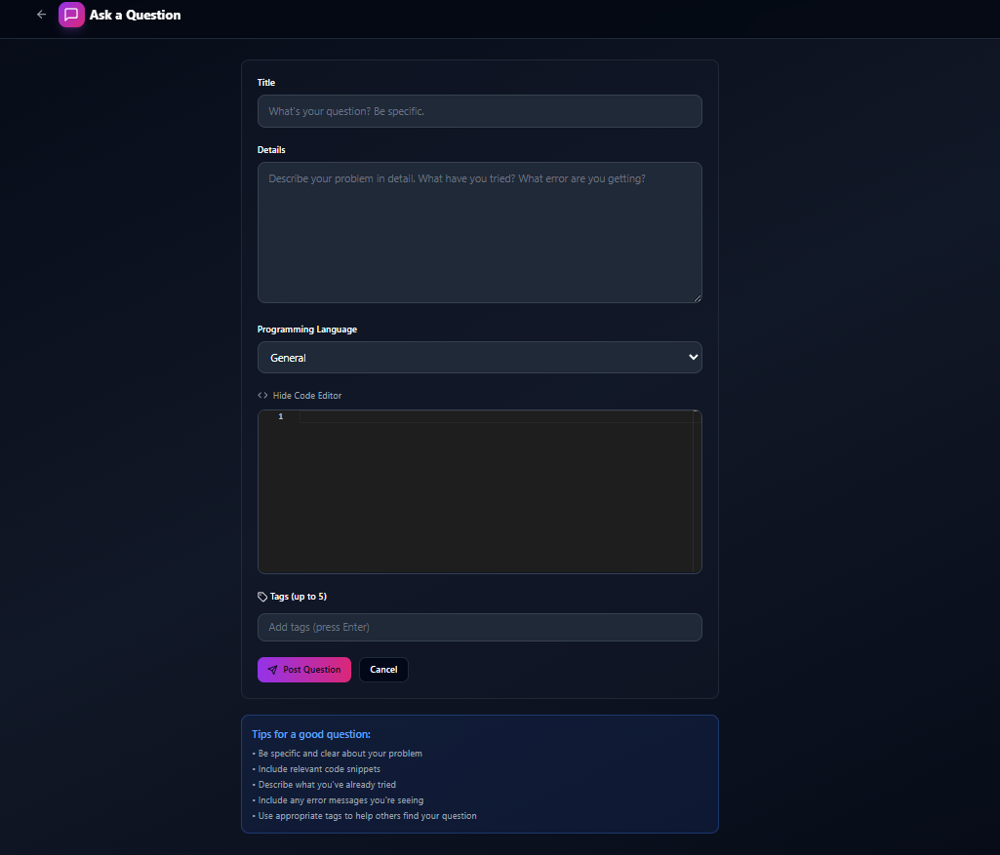 Ask a Question
Title
What's your question? Be specific.
Details
Describe your problem in detail. What have you tried? What error are you getting?
Programming Language
General
Hide Code Editor
1
Tags (up to 5)
Add tags (press Enter)
Post Question
Cancel
Tips for a good question:
• Be specific and clear about your problem
• Include relevant code snippets
• Describe what you've already tried
• Include any error messages you're seeing
• Use appropriate tags to help others find your question